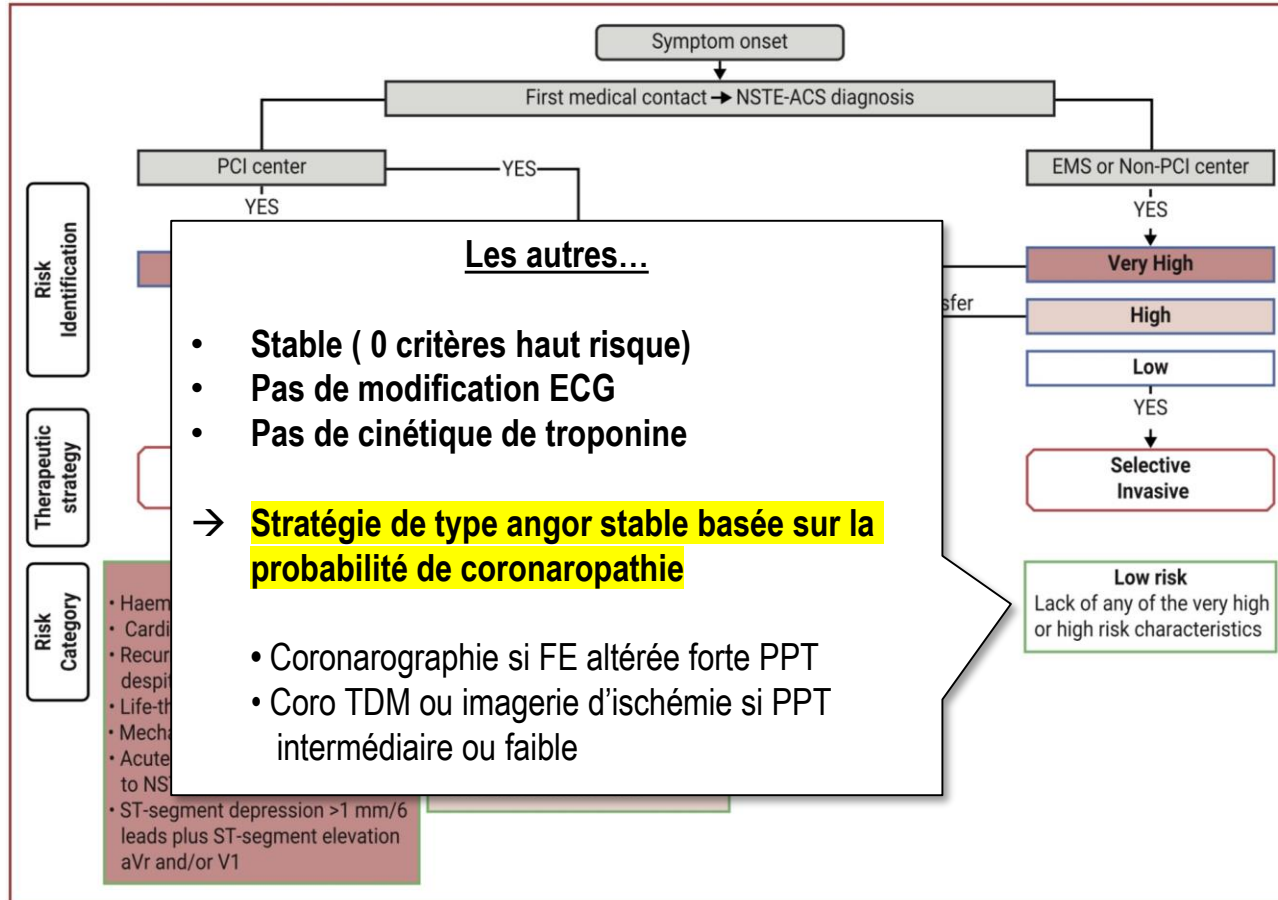 Symptom onset
First medical contact → NSTE-ACS diagnosis
PCI center
YES
EMS or Non-PCI center
YES
YES
Risk
Identification
Very High
High
Low
YES
Therapeutic
strategy
Selective
Invasive
Les autres…
• Stable ( 0 critères haut risque)
• Pas de modification ECG
• Pas de cinétique de troponine
→ Stratégie de type angor stable basée sur la
probabilité de coronaropathie
• Coronarographie si FE altérée forte PPT
• Coro TDM ou imagerie d’ischémie si PPT
intermédiaire ou faible
Risk
Category
• Haem
• Cardi
• Recur
despi
• Life-th
• Mecha
• Acute
to NS
• ST-segment depression >1 mm/6
leads plus ST-segment elevation
aVr and/or V1
Low risk
Lack of any of the very high
or high risk characteristics